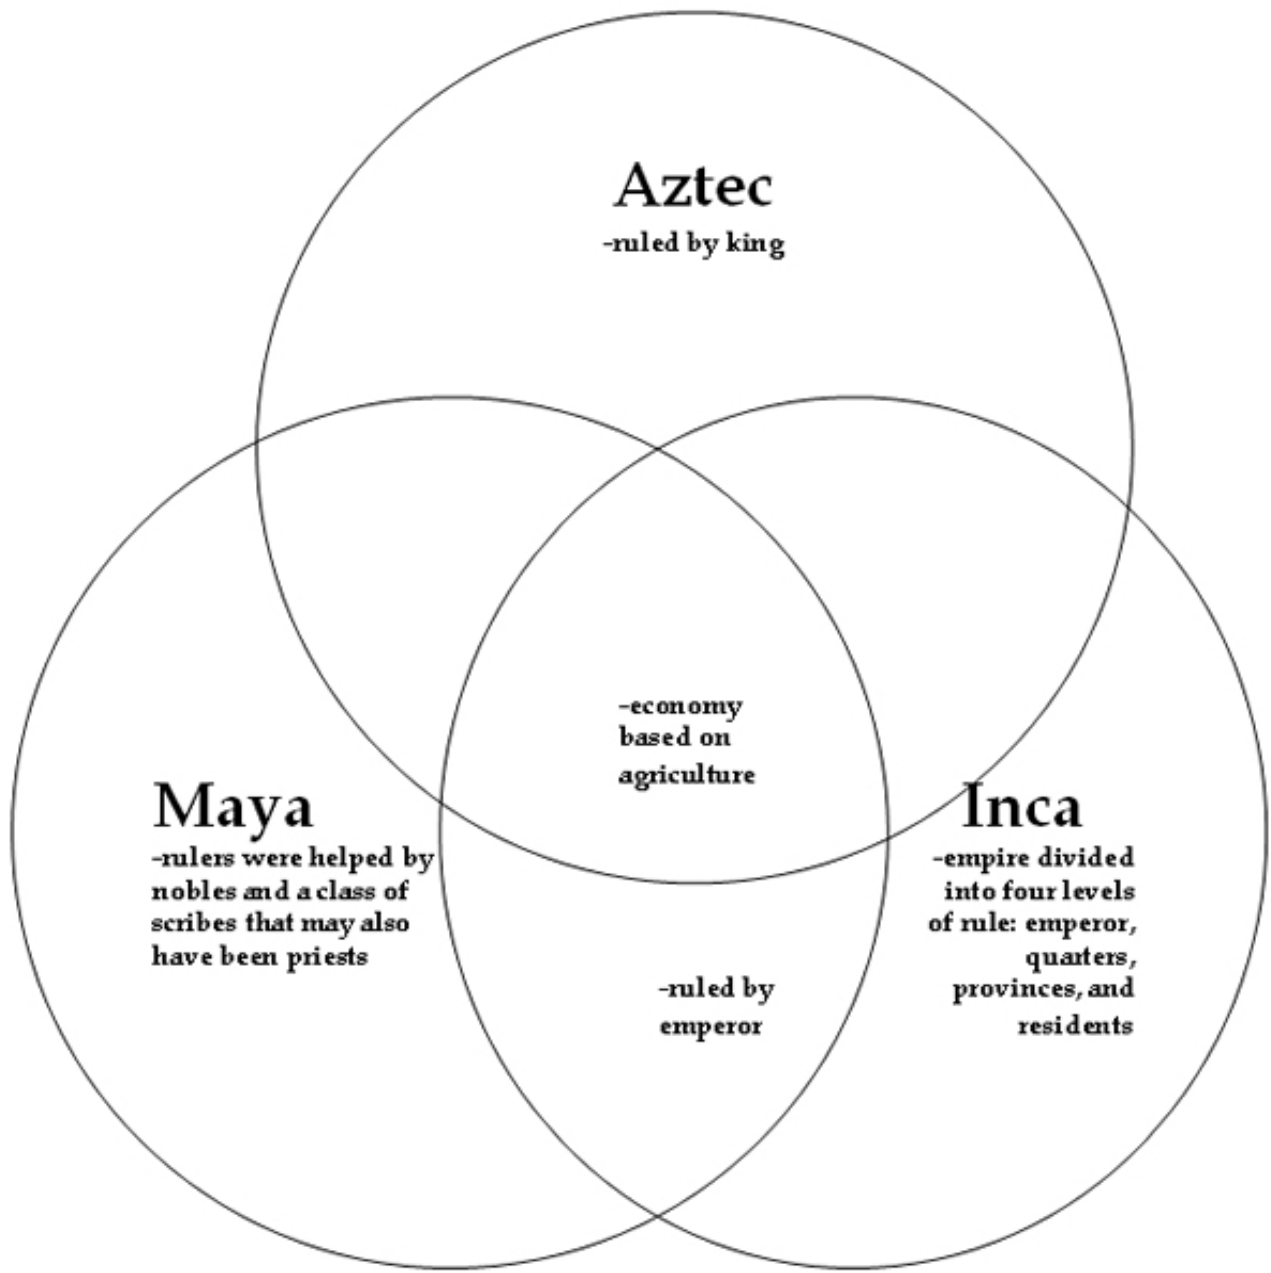 Aztec
-ruled by king
-economy
based on
agriculture
Maya
-rulers were helped by
nobles and a class of
scribes that may also
have been priests
Inca
-empire divided
into four levels
of rule: emperor,
quarters,
provinces, and
residents
-ruled by
emperor